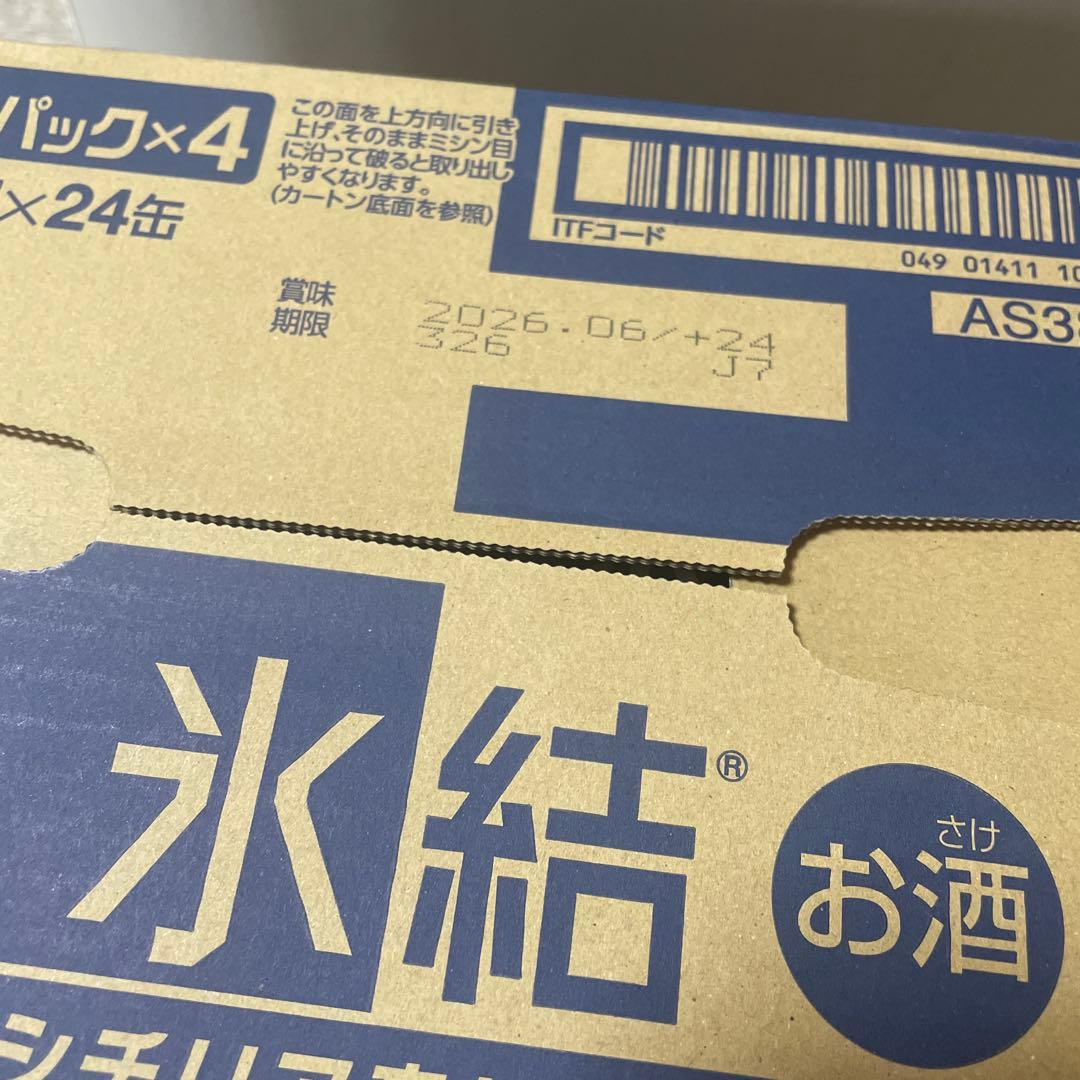 パック×4
×24缶
この面を上方向に引き
上げ、そのままミシン目
に沿って破ると取り出し
やすくなります。
(カートン底面を参照)
ITFコード
049 01411 10
AS3
賞味
期限
2026.06/+24
326 J7
氷結®
さけ
お酒
シチリア